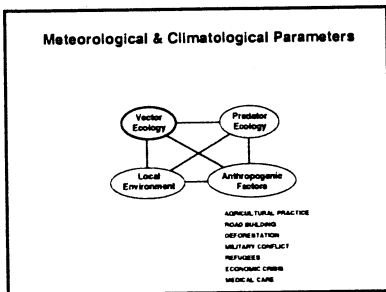 Meteorological & Climatological Parameters
Vector
Ecology
Predator
Ecology
Local
Environment
Anthropogenic
Factors
AGRICULTURAL PRACTICE
ROAD BUILDING
DEFORESTATION
MILITARY CONFLICT
REFUGEES
ECONOMIC CRISIS
MEDICAL CARE